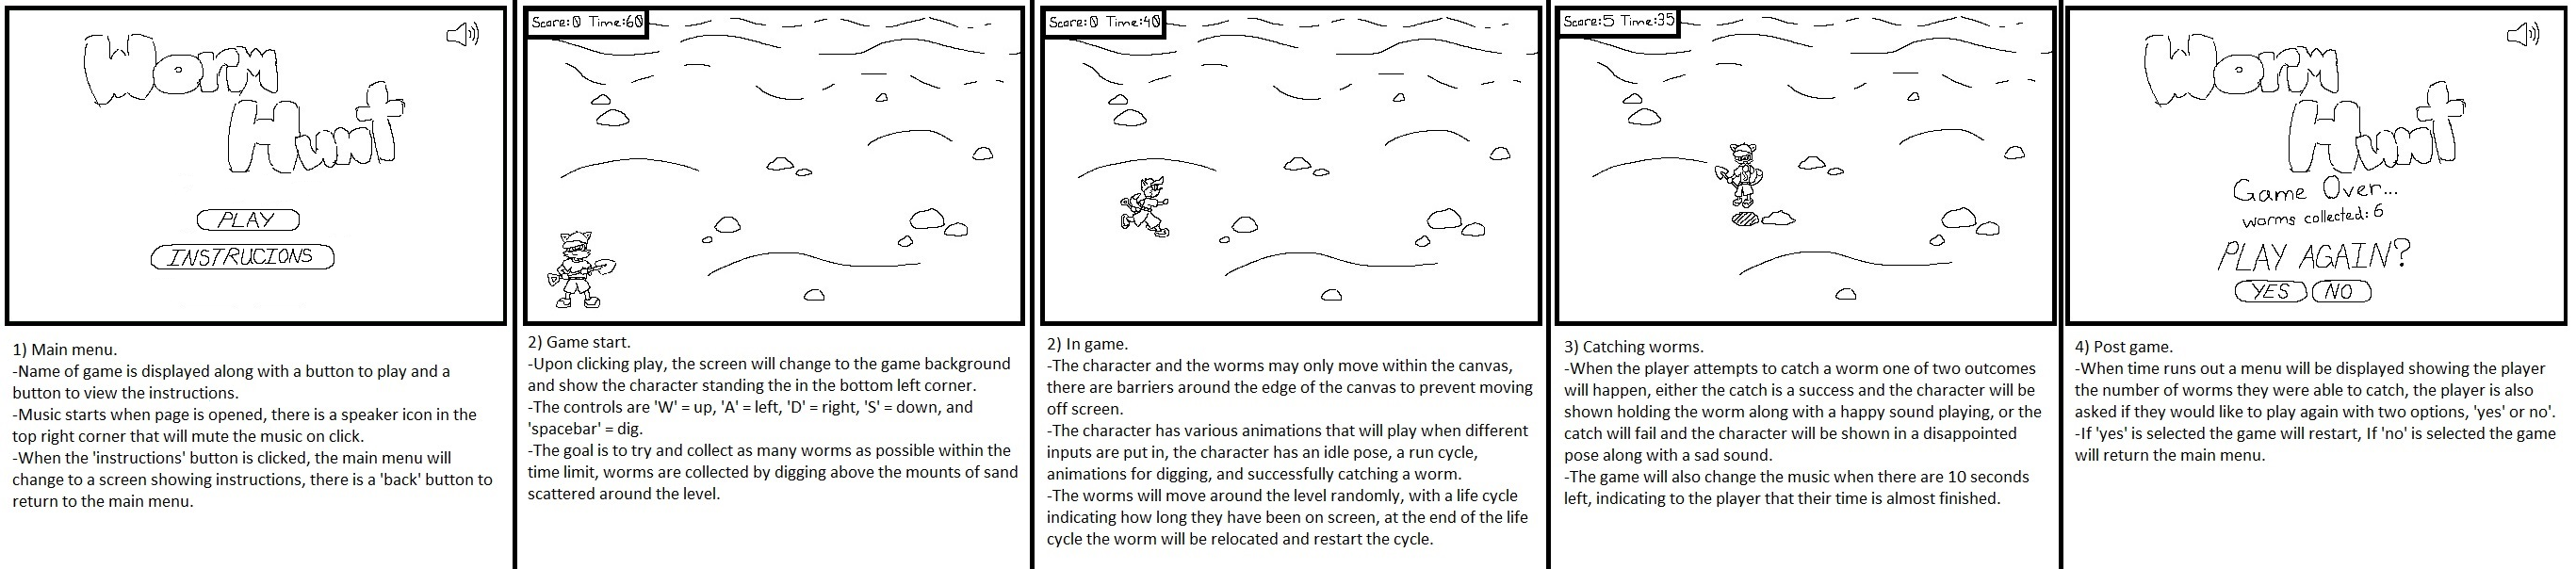 Worm
Hunt
PLAY
INSTRUCIONS
1) Main menu.
-Name of game is displayed along with a button to play and a
button to view the instructions.
-Music starts when page is opened, there is a speaker icon in the
top right corner that will mute the music on click.
-When the 'instructions' button is clicked, the main menu will
change to a screen showing instructions, there is a 'back' button to
return to the main menu.
Score:0 Time:60
2) Game start.
-Upon clicking play, the screen will change to the game background
and show the character standing the in the bottom left corner.
-The controls are 'W' = up, 'A' = left, 'D' = right, 'S' = down, and
'spacebar' = dig.
-The goal is to try and collect as many worms as possible within the
time limit, worms are collected by digging above the mounts of sand
scattered around the level.
Score:0 Time:40
2) In game.
-The character and the worms may only move within the canvas,
there are barriers around the edge of the canvas to prevent moving
off screen.
-The character has various animations that will play when different
inputs are put in, the character has an idle pose, a run cycle,
animations for digging, and successfully catching a worm.
-The worms will move around the level randomly, with a life cycle
indicating how long they have been on screen, at the end of the life
cycle the worm will be relocated and restart the cycle.
Score:5 Time:35
3) Catching worms.
-When the player attempts to catch a worm one of two outcomes
will happen, either the catch is a success and the character will be
shown holding the worm along with a happy sound playing, or the
catch will fail and the character will be shown in a disappointed
pose along with a sad sound.
-The game will also change the music when there are 10 seconds
left, indicating to the player that their time is almost finished.
Worm
Hunt
Game Over...
worms collected: 6
PLAY AGAIN?
YES NO
4) Post game.
-When time runs out a menu will be displayed showing the player
the number of worms they were able to catch, the player is also
asked if they would like to play again with two options, 'yes' or no'.
-If 'yes' is selected the game will restart, If 'no' is selected the game
will return the main menu.